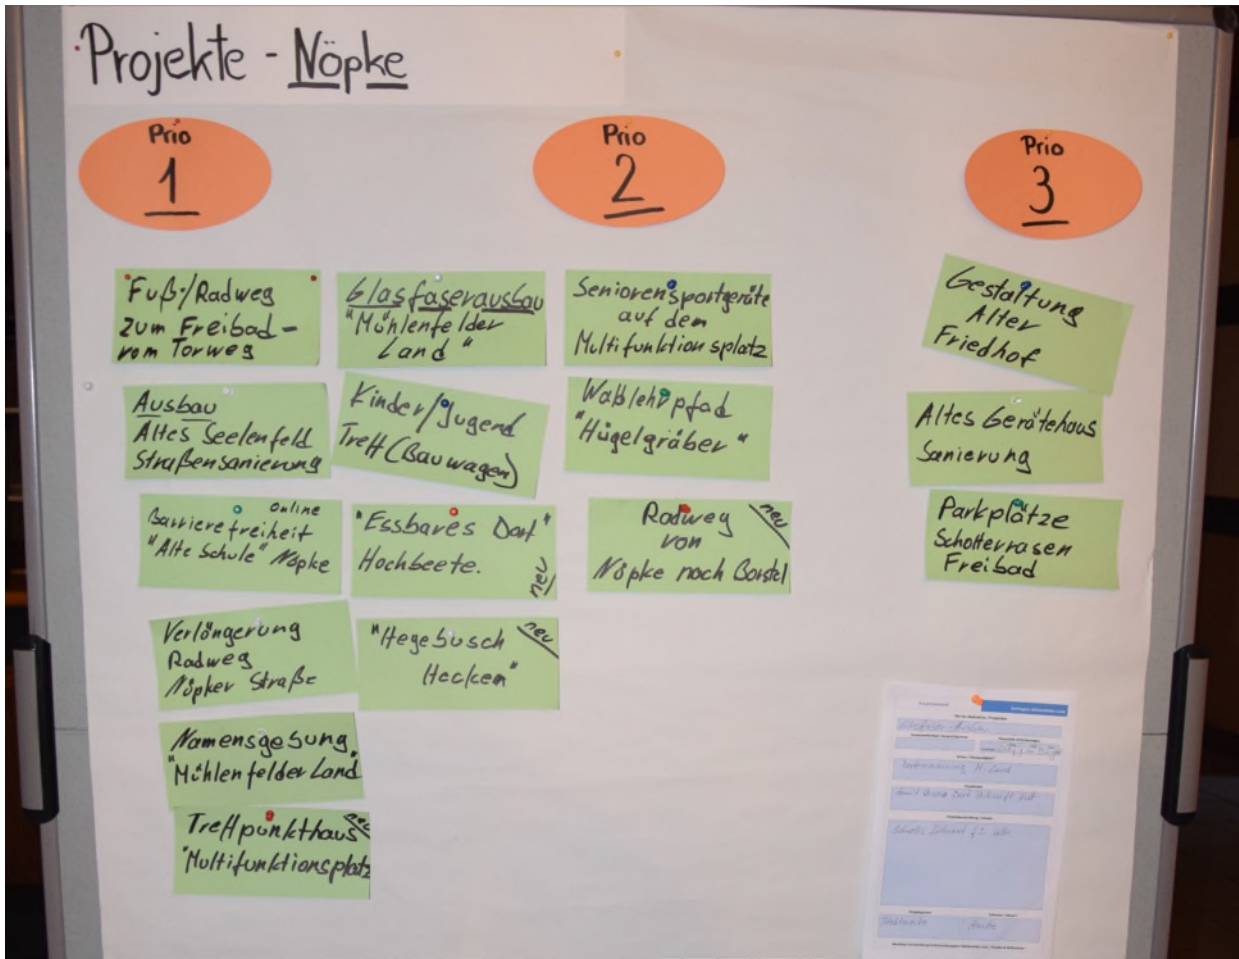 Projekte - Nöpke
Prio
1
Prio
2
Prio
3
Fuß-/Radweg
zum Freibad-
vom Torweg
Ausbau
Altes Seelenfeld
Straßensanierung
Online
Barrierefreiheit
"Alte Schule" Nöpke
Verlängerung
Radweg
Nöpker Straße
Namensgebung
"Mühlenfelder Land"
neu
Treffpunkthaus
"Multifunktionsplatz
Glasfaserausbau
"Mühlenfelder
Land"
Kinder/Jugend
Treff (Bauwagen)
"Essbares Dorf"
Hochbeete.
neu
"Hegebusch
Hecken"
neu
Seniorensportgeräte
auf dem
Multifunktionsplatz
Waldlehrpfad
"Hügelgräber"
Radweg
von
Nöpke nach Borstel
neu
Gestaltung
Alter
Friedhof
Altes Gerätehaus
Sanierung
Parkplätze
Schotterrasen
Freibad